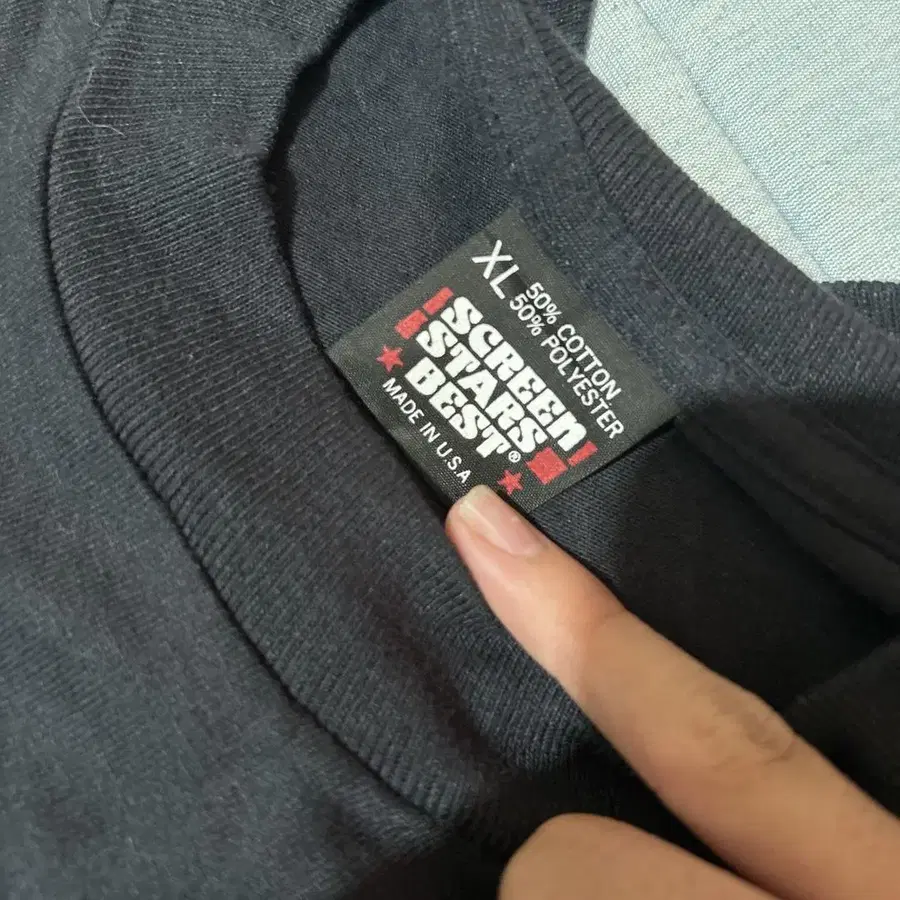 XL
50% COTTON
50% POLYESTER
SCREEN
STARS
BEST®
MADE IN U.S.A